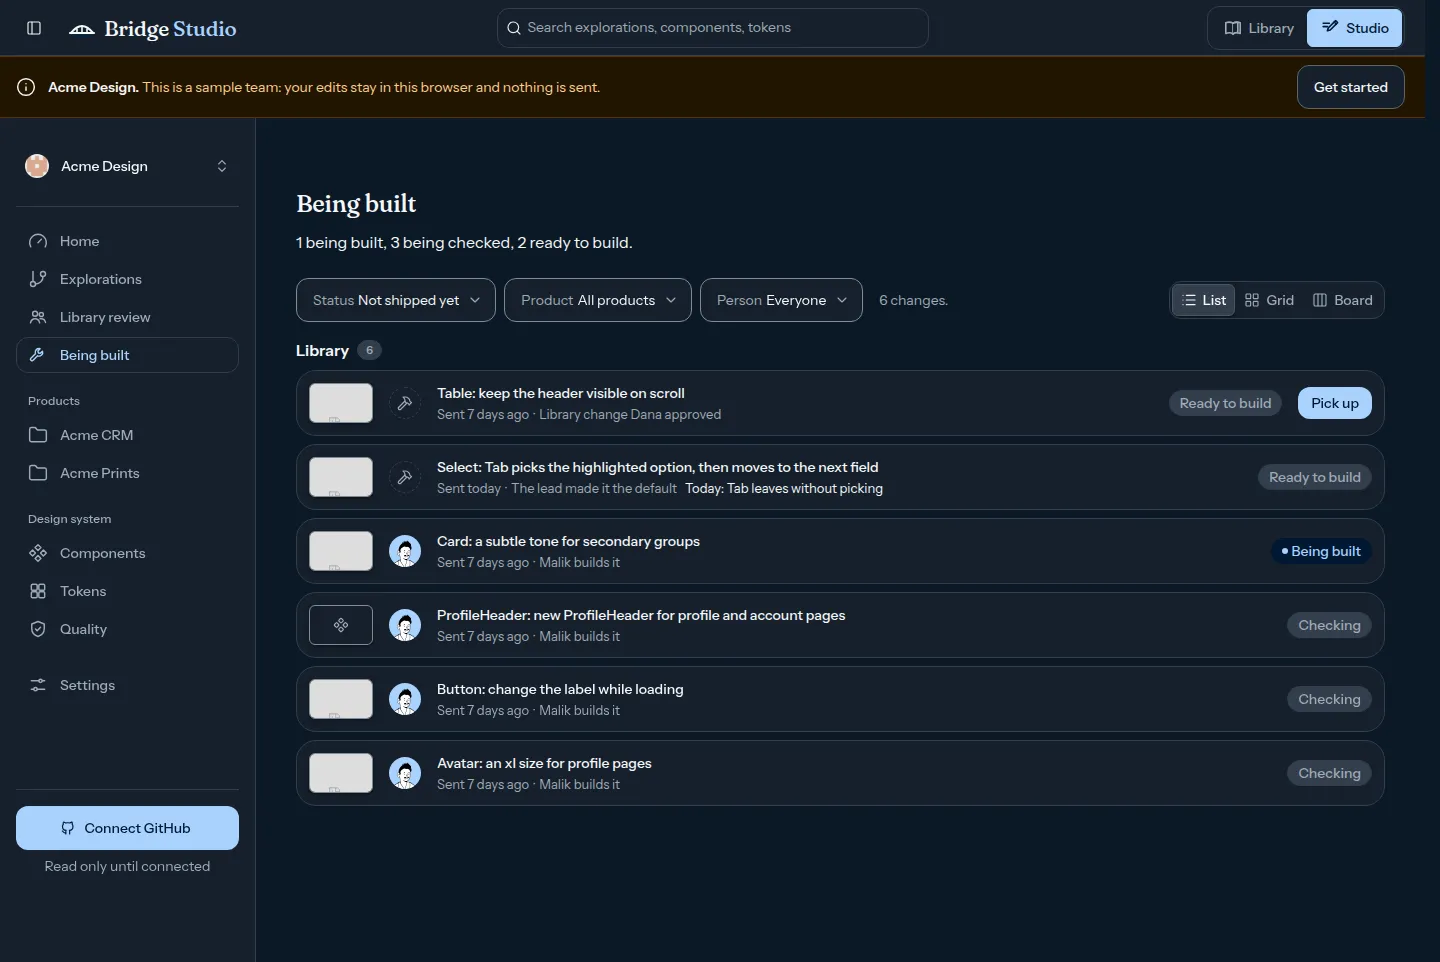 Bridge Studio
Search explorations, components, tokens
Library
Studio
Acme Design. This is a sample team: your edits stay in this browser and nothing is sent.
Get started
Acme Design
Home
Explorations
Library review
Being built
Products
Acme CRM
Acme Prints
Design system
Components
Tokens
Quality
Settings
Connect GitHub
Read only until connected
Being built
1 being built, 3 being checked, 2 ready to build.
Status Not shipped yet
Product All products
Person Everyone
6 changes.
List
Grid
Board
Library 6
Table: keep the header visible on scroll
Sent 7 days ago · Library change Dana approved
Ready to build
Pick up
Select: Tab picks the highlighted option, then moves to the next field
Sent today · The lead made it the default Today: Tab leaves without picking
Ready to build
Card: a subtle tone for secondary groups
Sent 7 days ago · Malik builds it
Being built
ProfileHeader: new ProfileHeader for profile and account pages
Sent 7 days ago · Malik builds it
Checking
Button: change the label while loading
Sent 7 days ago · Malik builds it
Checking
Avatar: an xl size for profile pages
Sent 7 days ago · Malik builds it
Checking